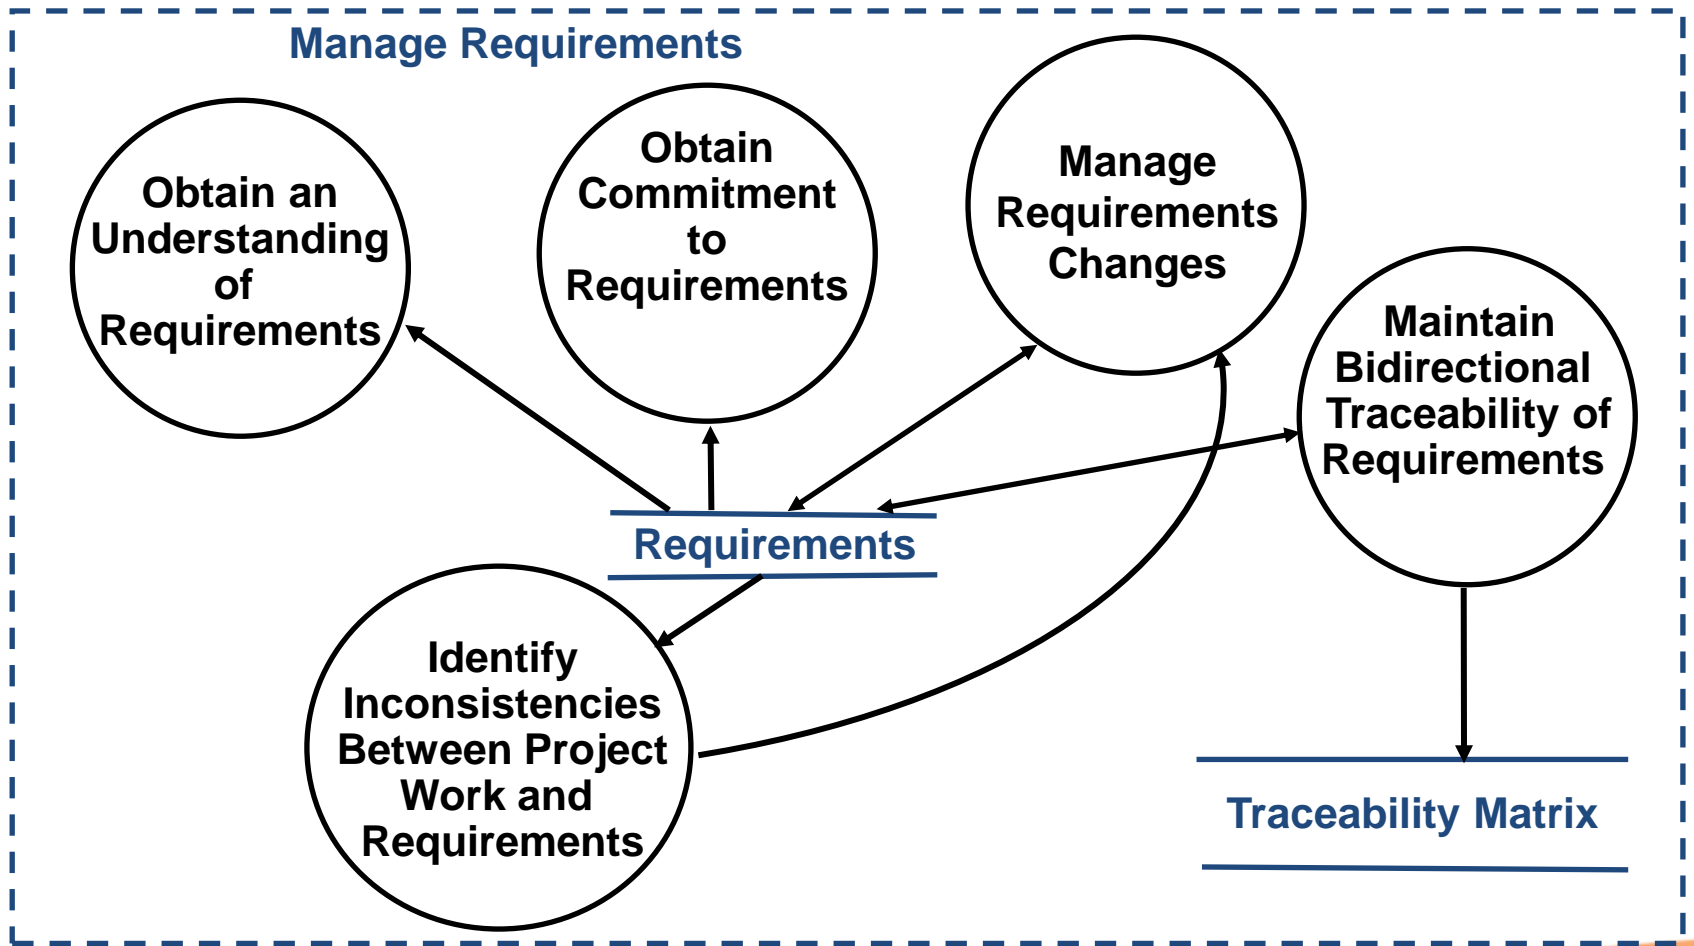 Manage Requirements
Obtain an
Understanding
of
Requirements
Obtain
Commitment
to
Requirements
Manage
Requirements
Changes
Maintain
Bidirectional
Traceability of
Requirements
Requirements
Identify
Inconsistencies
Between Project
Work and
Requirements
Traceability Matrix